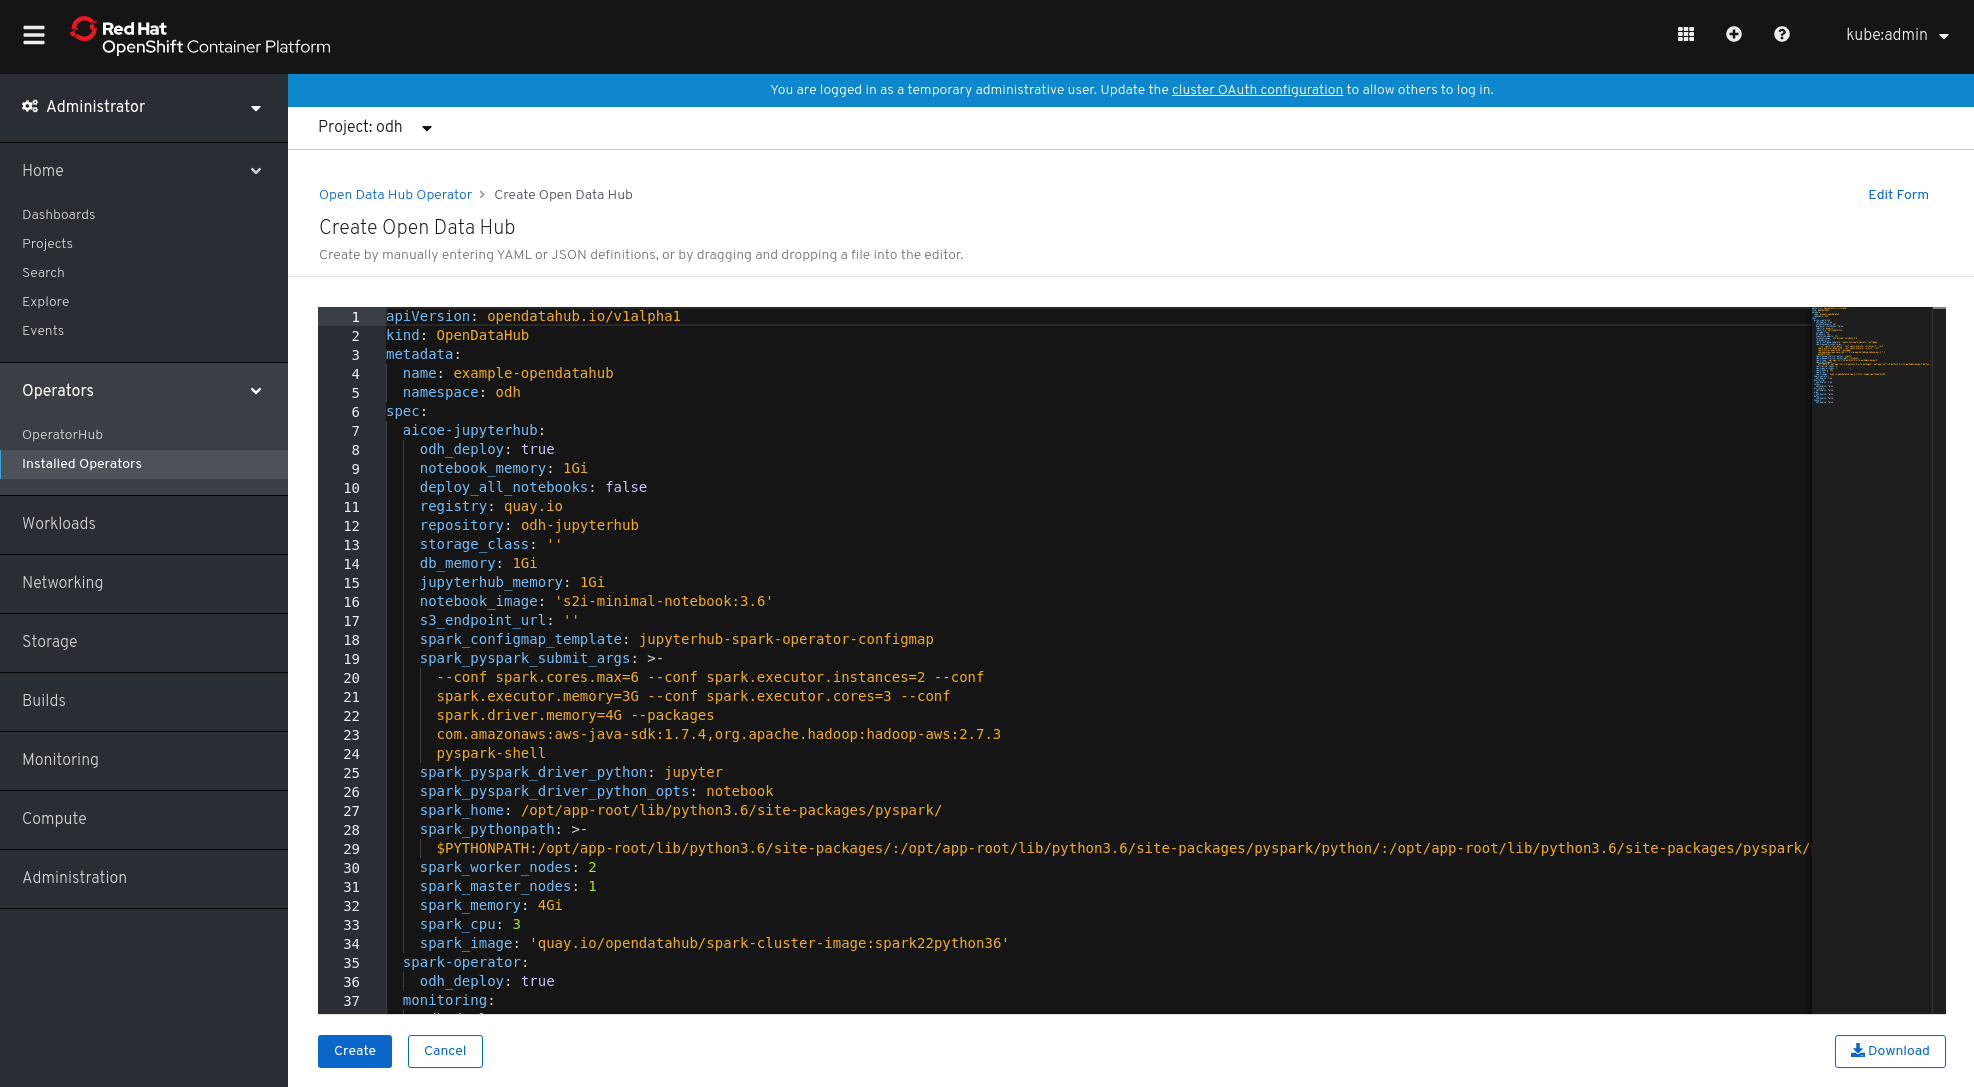 Red Hat
OpenShift Container Platform
kube:admin
Administrator
Home
Dashboards
Projects
Search
Explore
Events
Operators
OperatorHub
Installed Operators
Workloads
Networking
Storage
Builds
Monitoring
Compute
Administration
You are logged in as a temporary administrative user. Update the cluster OAuth configuration to allow others to log in.
Project: odh
Open Data Hub Operator > Create Open Data Hub
Edit Form
Create Open Data Hub
Create by manually entering YAML or JSON definitions, or by dragging and dropping a file into the editor.
1 apiVersion: opendatahub.io/v1alpha1
2 kind: OpenDataHub
3 metadata:
4 name: example-opendatahub
5 namespace: odh
6 spec:
7 aicoe-jupyterhub:
8 odh_deploy: true
9 notebook_memory: 1Gi
10 deploy_all_notebooks: false
11 registry: quay.io
12 repository: odh-jupyterhub
13 storage_class: ''
14 db_memory: 1Gi
15 jupyterhub_memory: 1Gi
16 notebook_image: 's2i-minimal-notebook:3.6'
17 s3_endpoint_url: ''
18 spark_configmap_template: jupyterhub-spark-operator-configmap
19 spark_pyspark_submit_args: >-
20 --conf spark.cores.max=6 --conf spark.executor.instances=2 --conf
21 spark.executor.memory=3G --conf spark.executor.cores=3 --conf
22 spark.driver.memory=4G --packages
23 com.amazonaws:aws-java-sdk:1.7.4,org.apache.hadoop:hadoop-aws:2.7.3
24 pyspark-shell
25 spark_pyspark_driver_python: jupyter
26 spark_pyspark_driver_python_opts: notebook
27 spark_home: /opt/app-root/lib/python3.6/site-packages/pyspark/
28 spark_pythonpath: >-
29 $PYTHONPATH:/opt/app-root/lib/python3.6/site-packages/:/opt/app-root/lib/python3.6/site-packages/pyspark/python/:/opt/app-root/lib/python3.6/site-packages/pyspark/
30 spark_worker_nodes: 2
31 spark_master_nodes: 1
32 spark_memory: 4Gi
33 spark_cpu: 3
34 spark_image: 'quay.io/opendatahub/spark-cluster-image:spark22python36'
35 spark-operator:
36 odh_deploy: true
37 monitoring:
Create
Cancel
Download